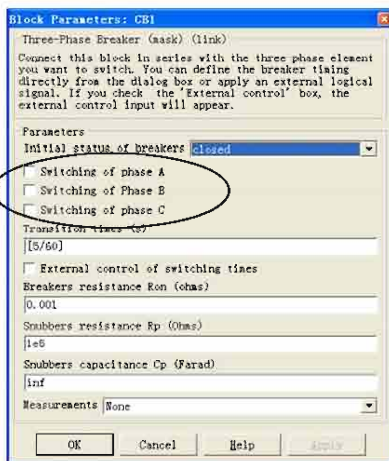 Block Parameters: CB1
Three-Phase Breaker (mask) (link)
Connect this block in series with the three phase element
you want to switch. You can define the breaker timing
directly from the dialog box or apply an external logical
signal. If you check the 'External control' box, the
external control input will appear.
Parameters
Initial status of breakers closed
Switching of phase A
Switching of Phase B
Switching of phase C
Transition times (s)
[5/60]
External control of switching times
Breakers resistance Ron (ohms)
0.001
Snubbers resistance Rp (Ohms)
1e6
Snubbers capacitance Cp (Farad)
inf
Measurements None
OK Cancel Help Apply